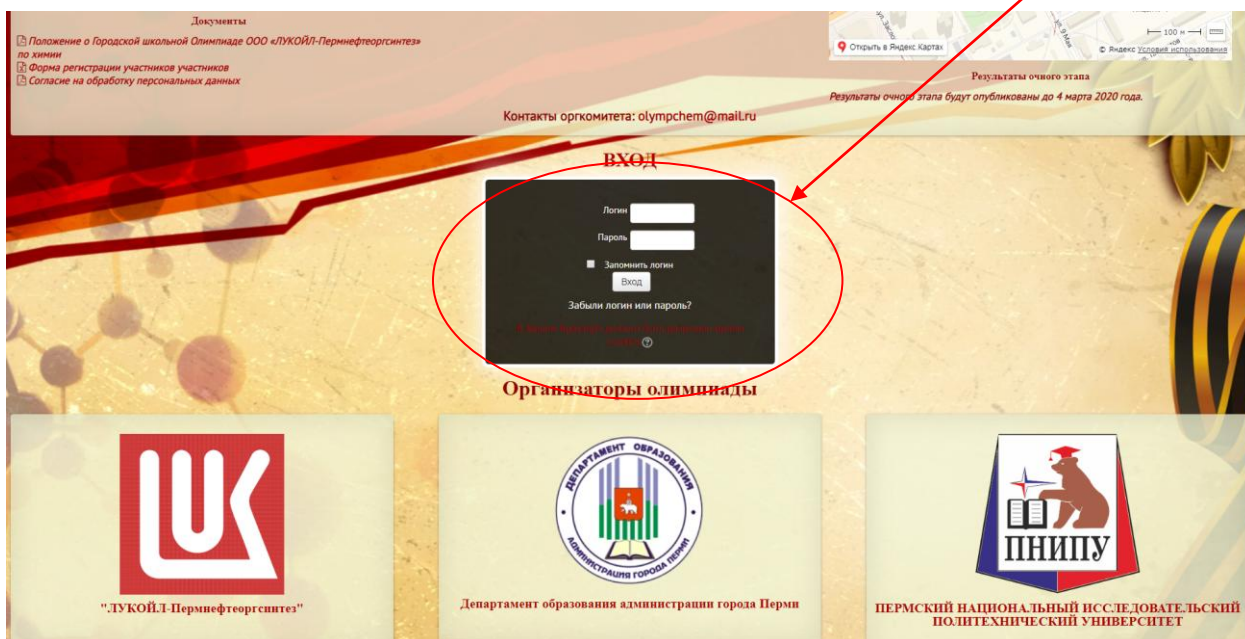 Документы
Положение о Городской школьной Олимпиаде ООО «ЛУКОЙЛ-Пермнефтеоргсинтез»
по химии
Форма регистрации участников участников
Согласие на обработку персональных данных
ул. 9 Мая
Открыть в Яндекс.Картах
100 м
© Яндекс Условия использования
Результаты очного этапа
Результаты очного этапа будут опубликованы до 4 марта 2020 года.
Контакты оргкомитета: olympchem@mail.ru
ВХОД
Логин
Пароль
Запомнить логин
Вход
Забыли логин или пароль?
Организаторы олимпиады
ДЕПАРТАМЕНТ ОБРАЗОВАНИЯ
АДМИНИСТРАЦИЯ ГОРОДА ПЕРМИ
ПНИПУ
"ЛУКОЙЛ-Пермнефтеоргсинтез"
Департамент образования администрации города Перми
ПЕРМСКИЙ НАЦИОНАЛЬНЫЙ ИССЛЕДОВАТЕЛЬСКИЙ
ПОЛИТЕХНИЧЕСКИЙ УНИВЕРСИТЕТ